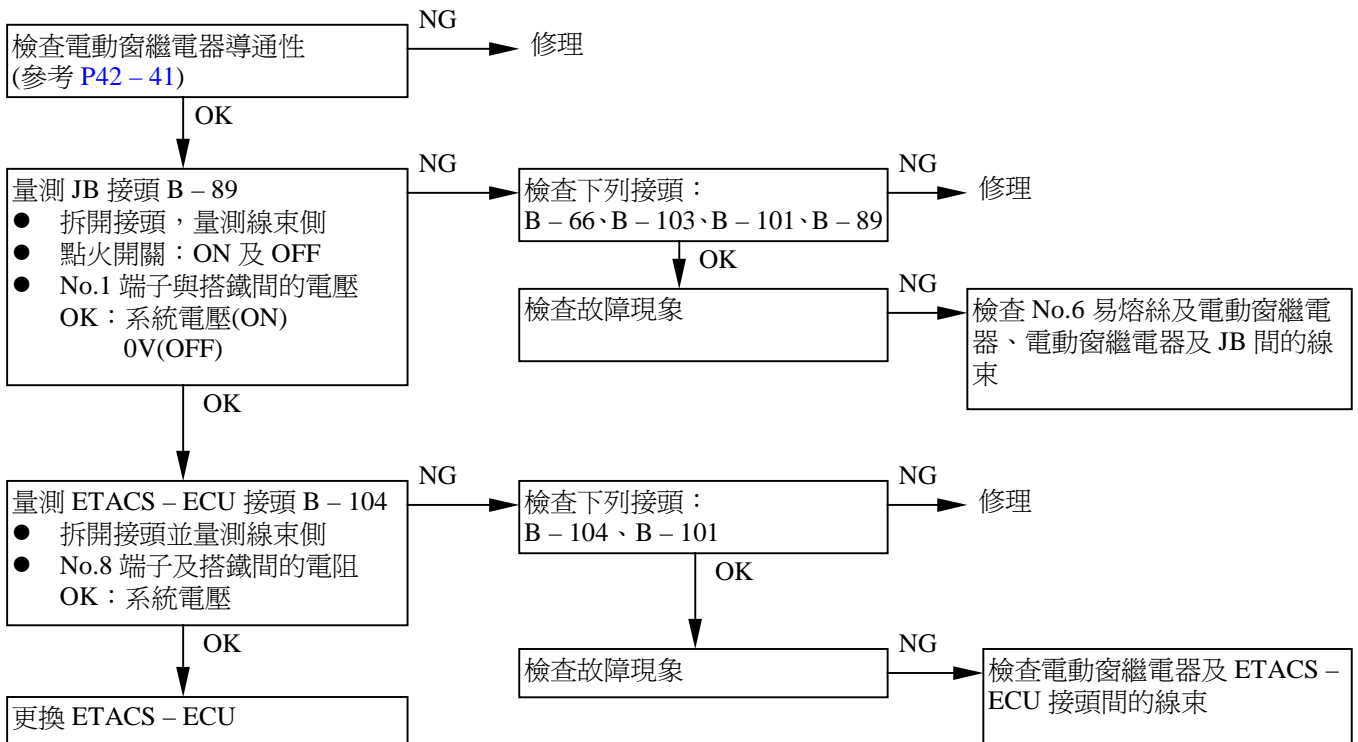 NG
檢查電動窗繼電器導通性
(參考 P42 – 41)
修理
OK
量測 JB 接頭 B – 89
● 拆開接頭，量測線束側
● 點火開關：ON 及 OFF
● No.1 端子與搭鐵間的電壓
OK：系統電壓(ON)
0V(OFF)
NG
檢查下列接頭：
B – 66、B – 103、B – 101、B – 89
NG
修理
OK
檢查故障現象
NG
檢查 No.6 易熔絲及電動窗繼電
器、電動窗繼電器及 JB 間的線
束
OK
量測 ETACS – ECU 接頭 B – 104
● 拆開接頭並量測線束側
● No.8 端子及搭鐵間的電阻
OK：系統電壓
NG
檢查下列接頭：
B – 104、B – 101
NG
修理
OK
檢查故障現象
NG
檢查電動窗繼電器及 ETACS –
ECU 接頭間的線束
OK
更換 ETACS – ECU